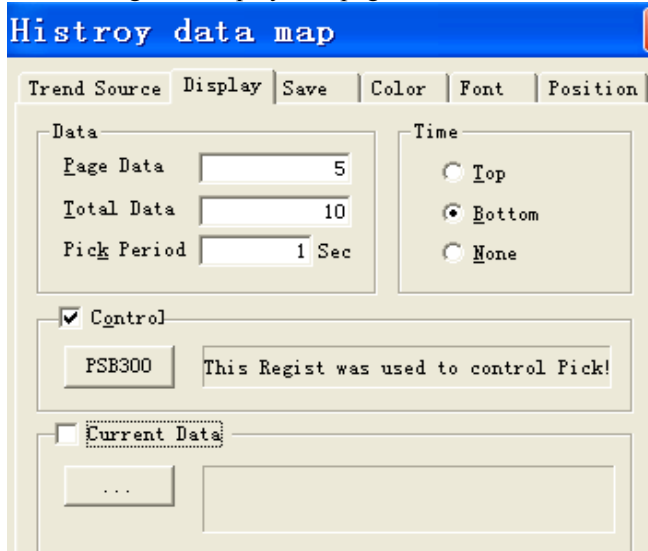 Histroy data map
Trend Source Display Save Color Font Position
Data
Page Data 5
Total Data 10
Pick Period 1 Sec
Time
Top
Bottom
None
Control
PSB300 This Regist was used to control Pick!
Current Data
...